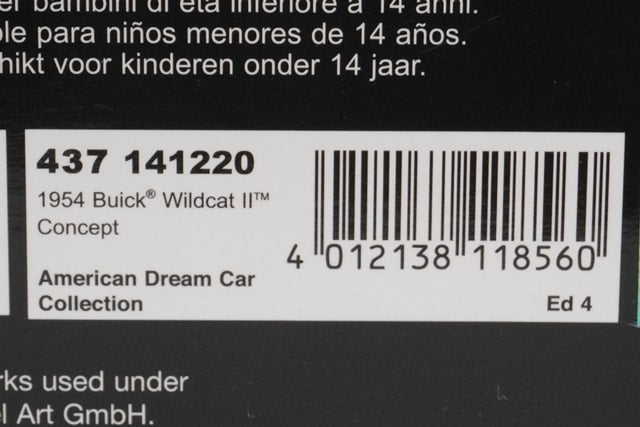 er bambini di età inferiore a 14 anni.
ble para niños menores de 14 años.
hikt voor kinderen onder 14 jaar.
437 141220
1954 Buick® Wildcat II™
Concept
American Dream Car
Collection
4 012138 118560
Ed 4
rks used under
l Art GmbH.